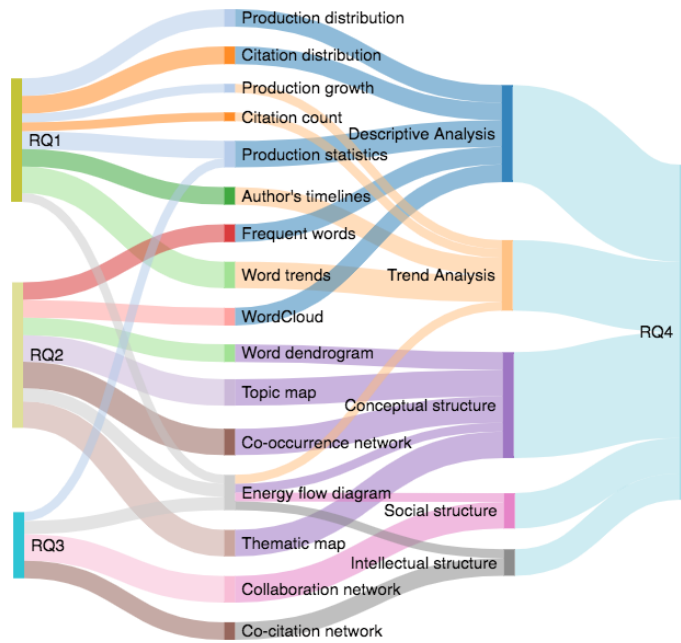 Production distribution
Citation distribution
Production growth
Citation count
Descriptive Analysis
RQ1
Production statistics
Author's timelines
Frequent words
Word trends
Trend Analysis
WordCloud
RQ4
RQ2
Word dendrogram
Topic map
Conceptual structure
Co-occurrence network
Energy flow diagram
Social structure
RQ3
Thematic map
Intellectual structure
Collaboration network
Co-citation network